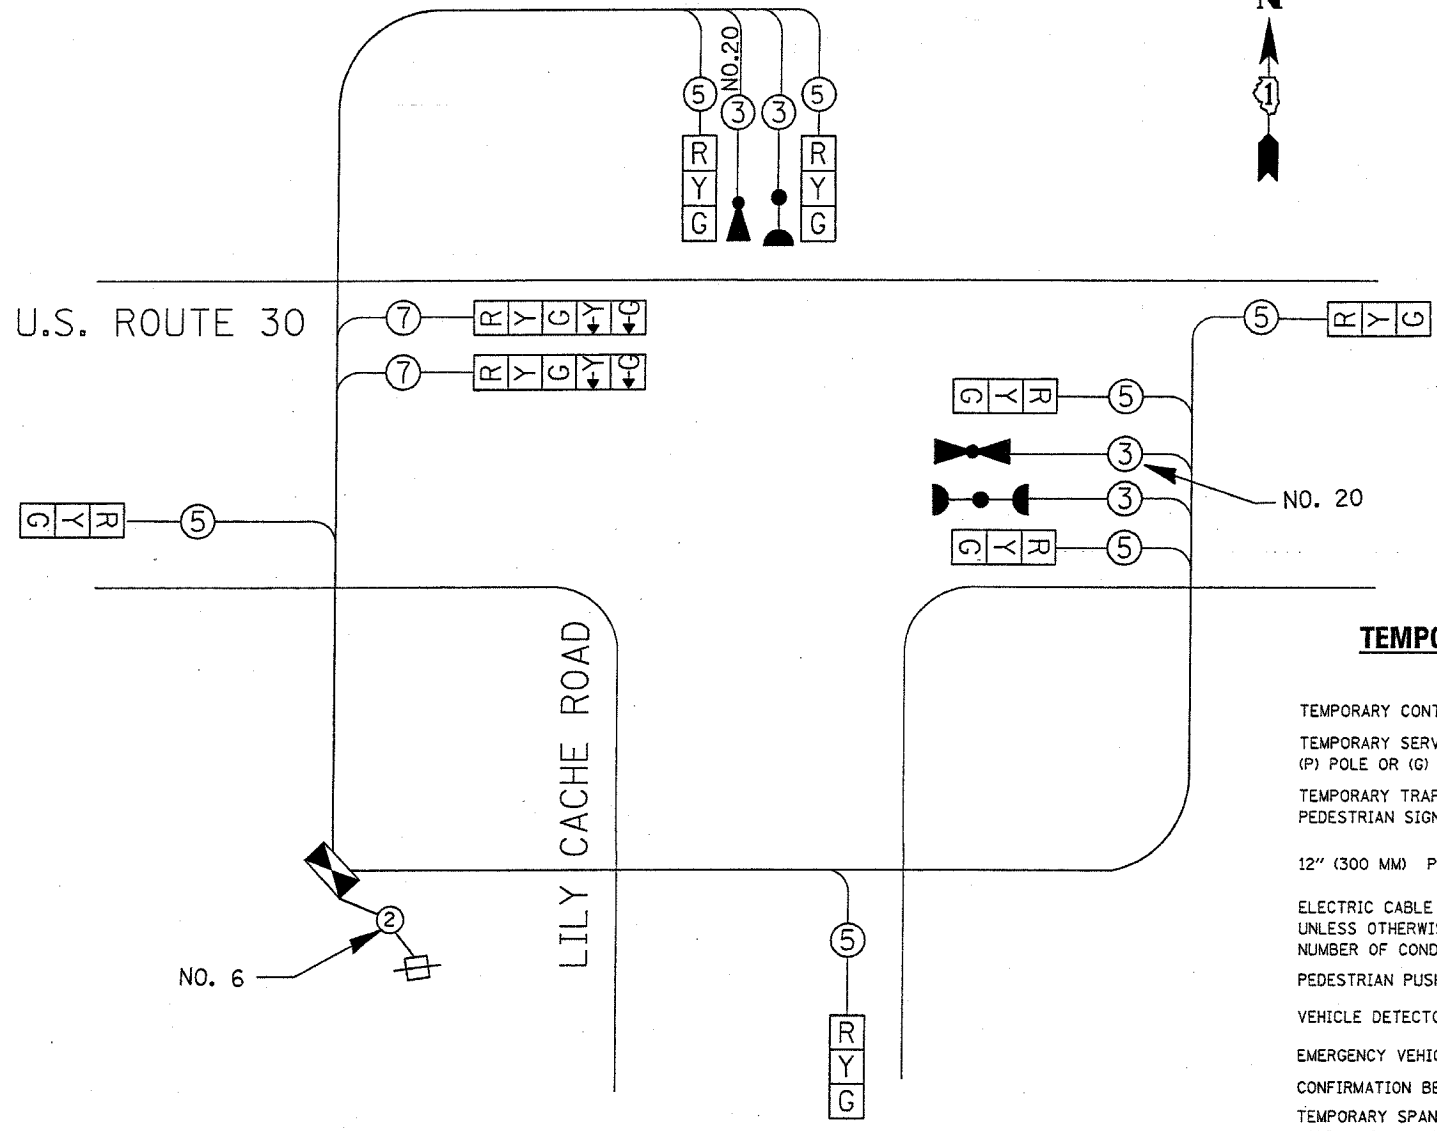 N
1
NO.20
5
3
3
5
R
Y
G
R
Y
G
U.S. ROUTE 30
7
R Y G Y G
7
R Y G Y G
5
R Y G
R Y G
5
3
NO. 20
3
R Y G
5
R Y G
5
LILY CACHE ROAD
2
NO. 6
5
R
Y
G
TEMPO
TEMPORARY CONT
TEMPORARY SERV
(P) POLE OR (G)
TEMPORARY TRAF
PEDESTRIAN SIGN
12" (300 MM) P
ELECTRIC CABLE
UNLESS OTHERWIS
NUMBER OF COND
PEDESTRIAN PUSH
VEHICLE DETECTO
EMERGENCY VEHIC
CONFIRMATION BE
TEMPORARY SPAN